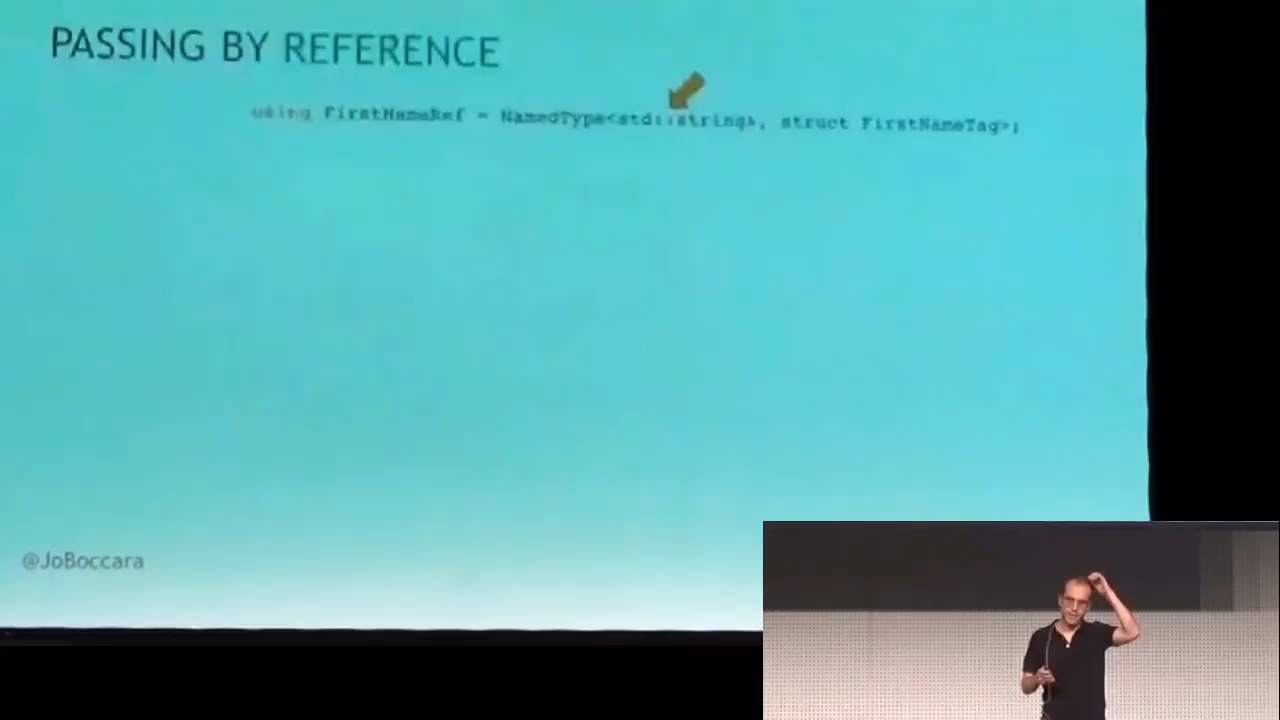 PASSING BY REFERENCE
using FirstNameRef = NamedType<std::string&, struct FirstNameTag>;
@JoBoccara